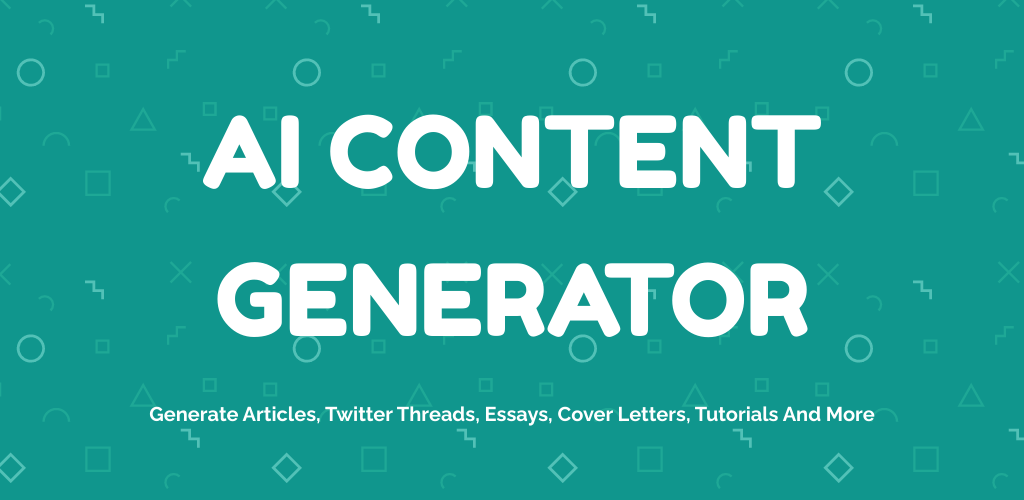 AI CONTENT
GENERATOR
Generate Articles, Twitter Threads, Essays, Cover Letters, Tutorials And More